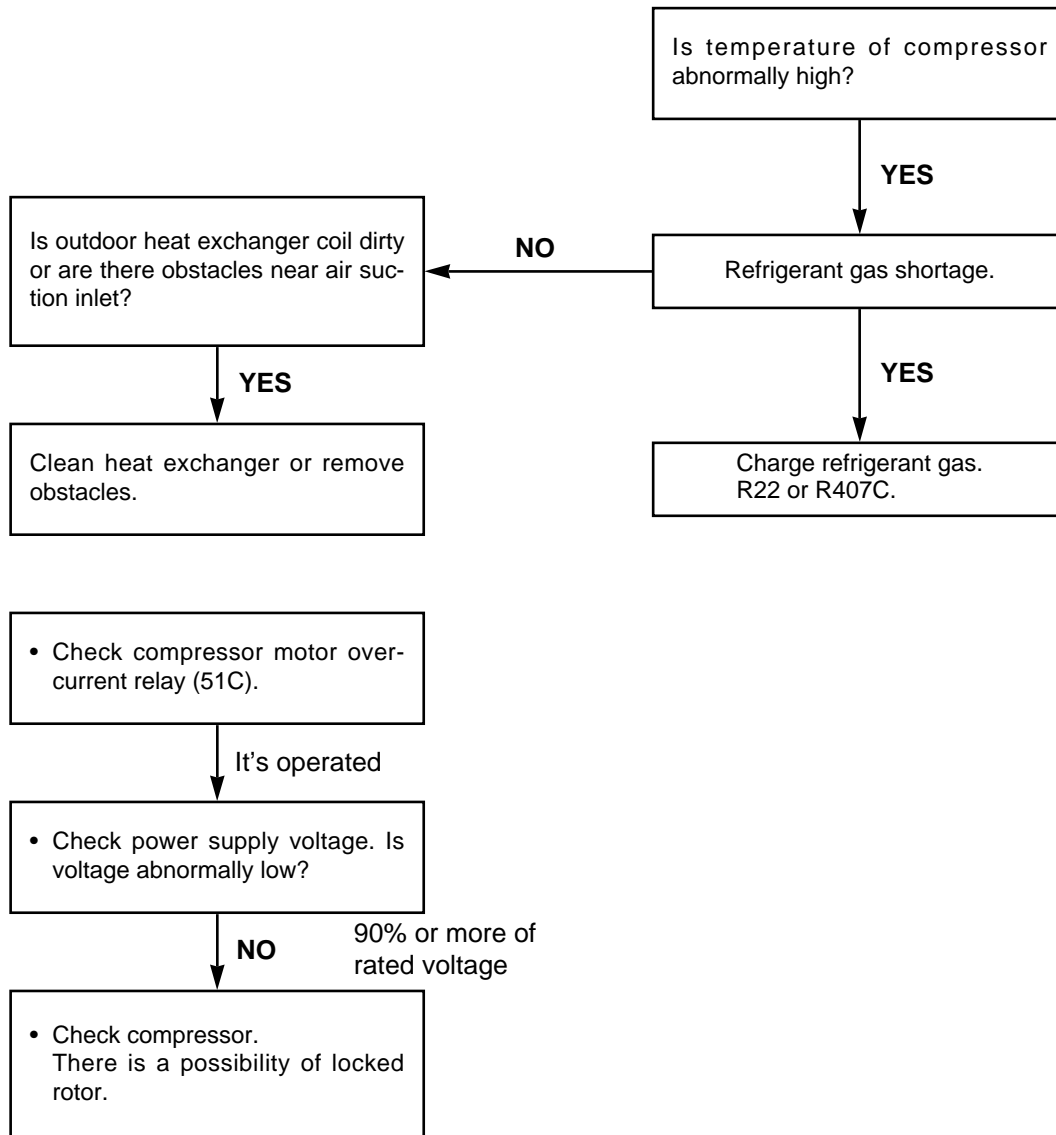 Is temperature of compressor
abnormally high?
YES
Is outdoor heat exchanger coil dirty
or are there obstacles near air suc-
tion inlet?
NO
Refrigerant gas shortage.
YES
YES
Clean heat exchanger or remove
obstacles.
Charge refrigerant gas.
R22 or R407C.
• Check compressor motor over-
current relay (51C).
It's operated
• Check power supply voltage. Is
voltage abnormally low?
NO
90% or more of
rated voltage
• Check compressor.
There is a possibility of locked
rotor.